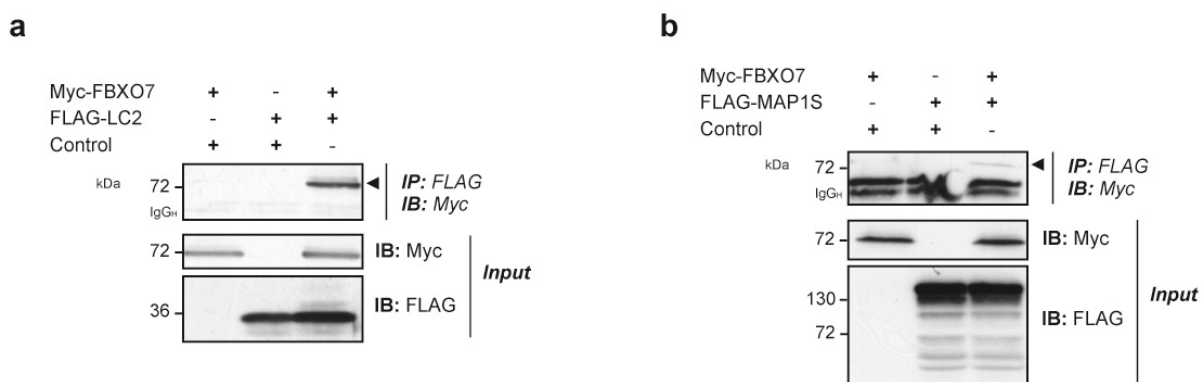 a
Myc-FBXO7 + - +
FLAG-LC2 - + +
Control + + -
kDa
72
IgGH
IP: FLAG
IB: Myc
72
IB: Myc
36
IB: FLAG
Input
b
Myc-FBXO7 + - +
FLAG-MAP1S - + +
Control + + -
kDa
72
IgGH
IP: FLAG
IB: Myc
72
IB: Myc
130
72
IB: FLAG
Input